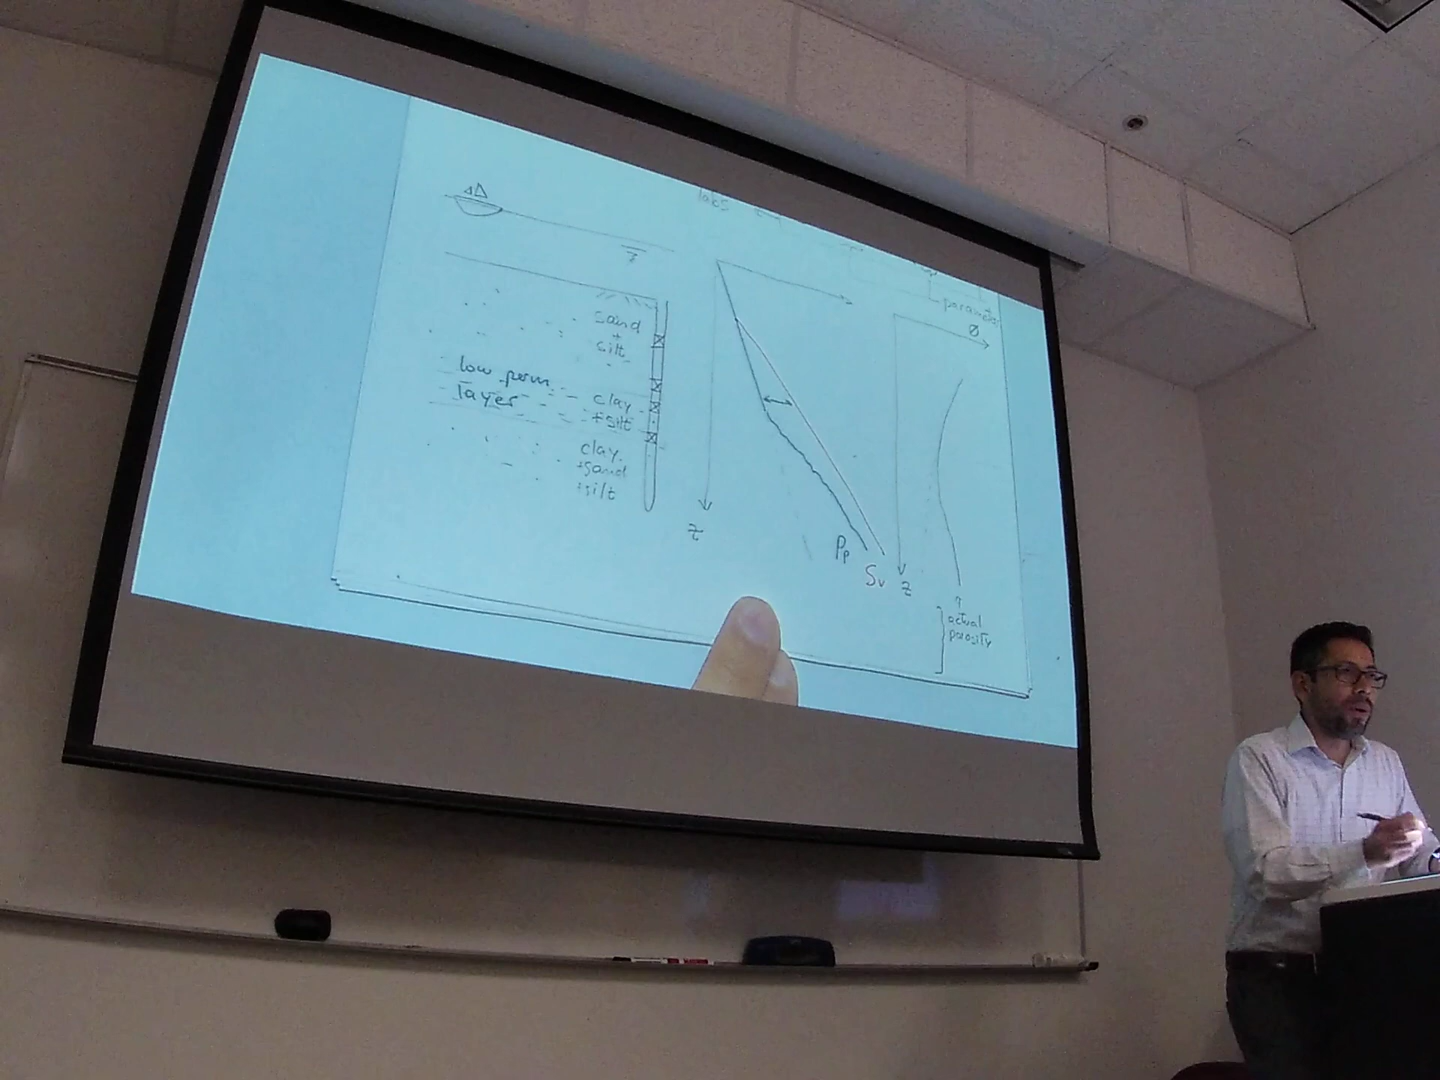 sand
+
silt
low perm
layer
clay
+silt
clay
+sand
+silt
z
Pp
Sv
parameter
Ø
z
actual
porosity